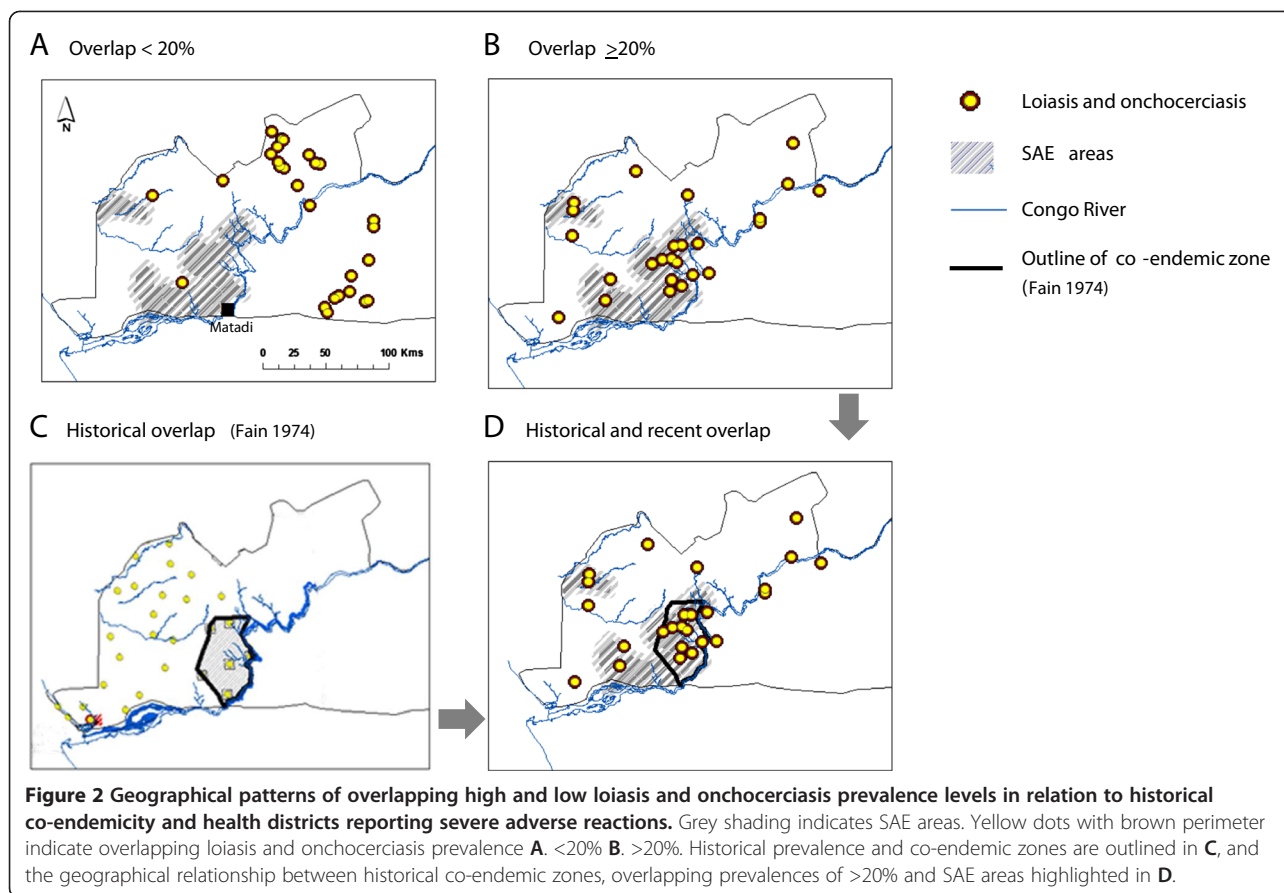 A Overlap < 20%
B Overlap ≥20%
N
Matadi
0 25 50 100 Kms
Loiasis and onchocerciasis
SAE areas
Congo River
Outline of co -endemic zone
(Fain 1974)
C Historical overlap (Fain 1974)
D Historical and recent overlap
Figure 2 Geographical patterns of overlapping high and low loiasis and onchocerciasis prevalence levels in relation to historical
co-endemicity and health districts reporting severe adverse reactions. Grey shading indicates SAE areas. Yellow dots with brown perimeter
indicate overlapping loiasis and onchocerciasis prevalence A. <20% B. >20%. Historical prevalence and co-endemic zones are outlined in C, and
the geographical relationship between historical co-endemic zones, overlapping prevalences of >20% and SAE areas highlighted in D.